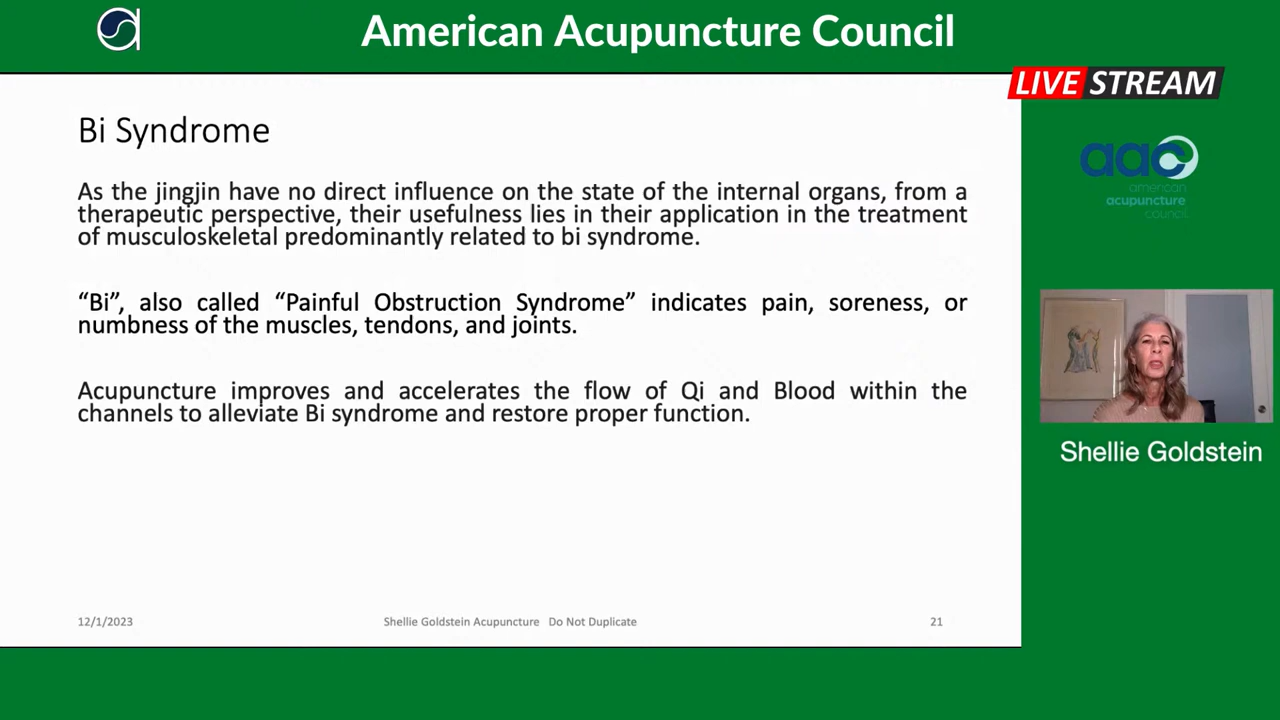 American Acupuncture Council
LIVE STREAM
aac
american
acupuncture
council
Bi Syndrome
As the jingjin have no direct influence on the state of the internal organs, from a
therapeutic perspective, their usefulness lies in their application in the treatment
of musculoskeletal predominantly related to bi syndrome.
“Bi”, also called “Painful Obstruction Syndrome” indicates pain, soreness, or
numbness of the muscles, tendons, and joints.
Acupuncture improves and accelerates the flow of Qi and Blood within the
channels to alleviate Bi syndrome and restore proper function.
Shellie Goldstein
12/1/2023
Shellie Goldstein Acupuncture Do Not Duplicate
21